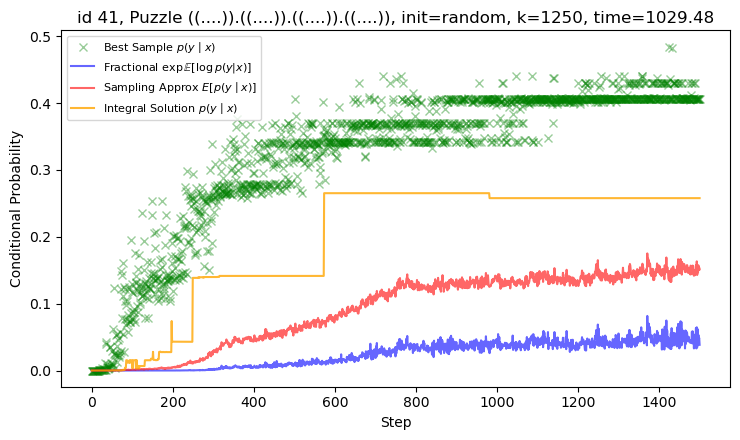 id 41, Puzzle ((....)).((....)).((....)).((....)), init=random, k=1250, time=1029.48
Best Sample p(y | x)
Fractional exp𝔼[log p(y|x)]
Sampling Approx E[p(y | x)]
Integral Solution p(y | x)
Conditional Probability
0.5
0.4
0.3
0.2
0.1
0.0
0 200 400 600 800 1000 1200 1400
Step